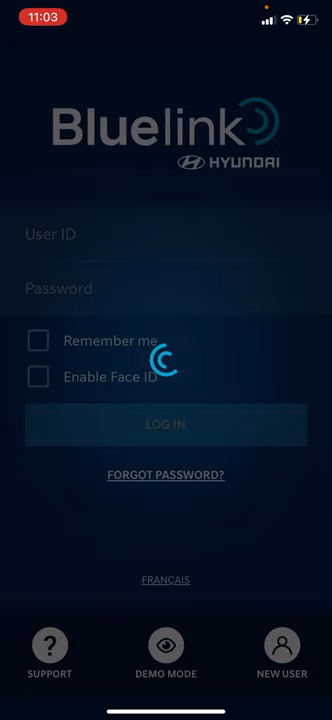 11:03
Bluelink
HYUNDAI
User ID
Password
Remember me
Enable Face ID
LOG IN
FORGOT PASSWORD?
FRANÇAIS
SUPPORT
DEMO MODE
NEW USER